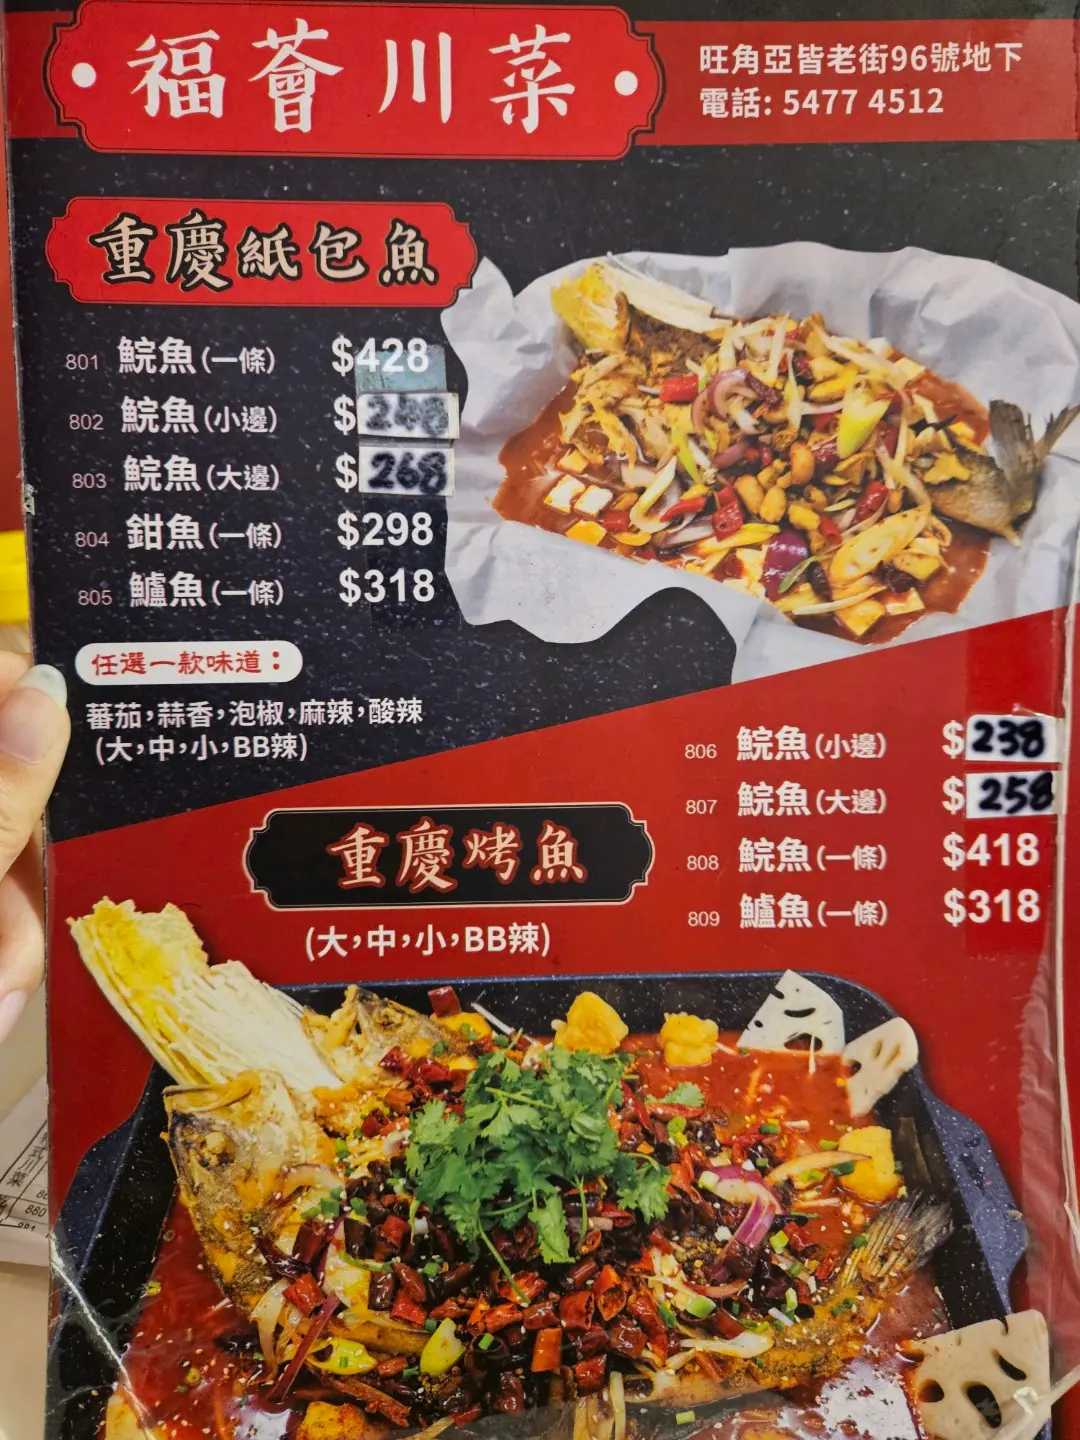 福薈川菜
旺角亞皆老街96號地下
電話: 5477 4512
重慶紙包魚
801 鯇魚(一條) $428
802 鯇魚(小邊) $248
803 鯇魚(大邊) $268
804 鉗魚(一條) $298
805 鱸魚(一條) $318
任選一款味道：
蕃茄,蒜香,泡椒,麻辣,酸辣
(大,中,小,BB辣)
806 鯇魚(小邊) $238
807 鯇魚(大邊) $258
808 鯇魚(一條) $418
809 鱸魚(一條) $318
重慶烤魚
(大,中,小,BB辣)
880